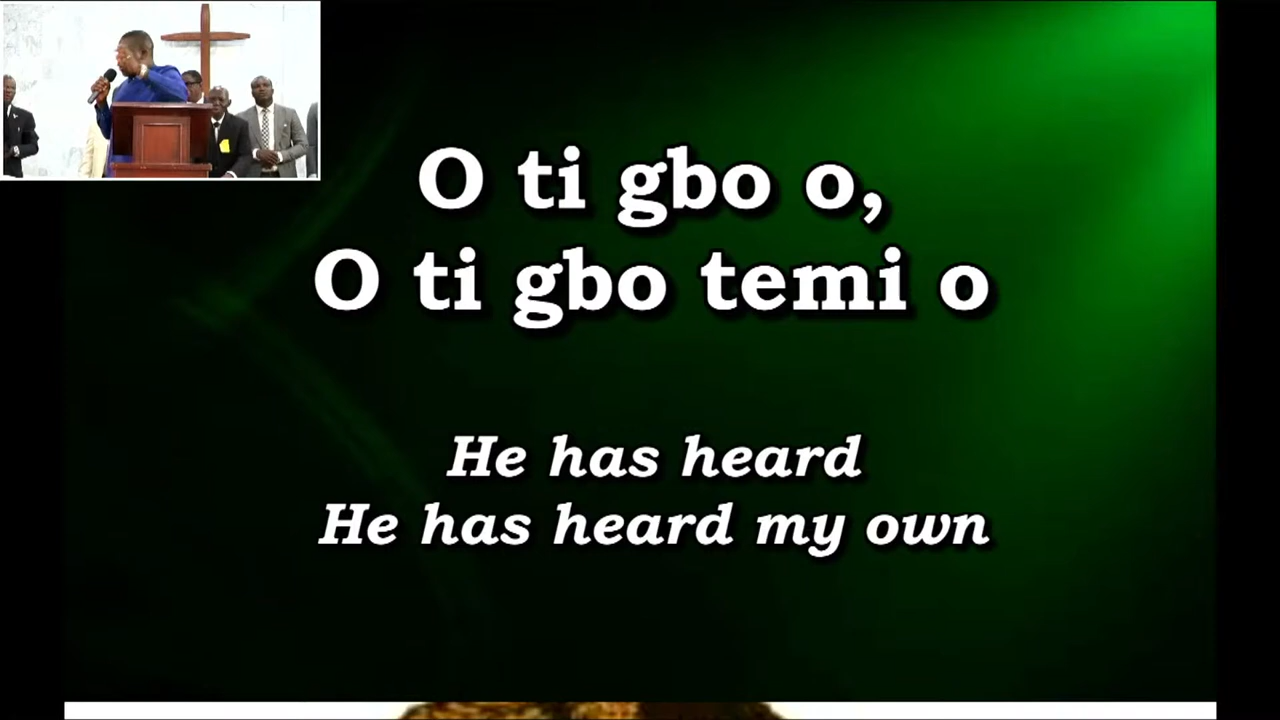 O ti gbo o,
O ti gbo temi o
He has heard
He has heard my own